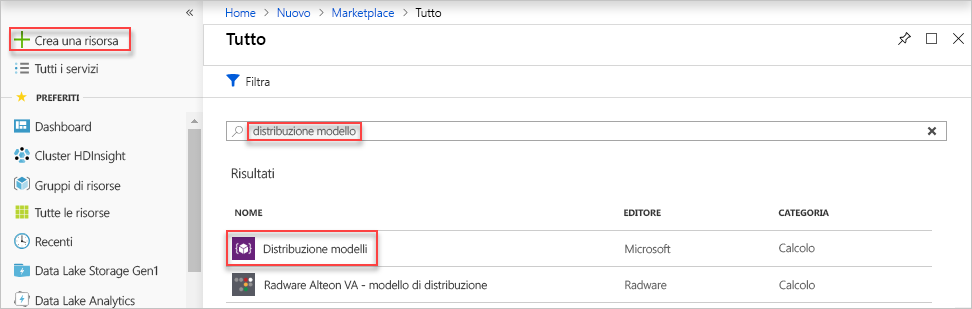 «
Crea una risorsa
Tutti i servizi
PREFERITI
Dashboard
Cluster HDInsight
Gruppi di risorse
Tutte le risorse
Recenti
Data Lake Storage Gen1
Data Lake Analytics
Home > Nuovo > Marketplace > Tutto
Tutto
Filtra
distribuzione modello
Risultati
NOME EDITORE CATEGORIA
Distribuzione modelli Microsoft Calcolo
Radware Alteon VA - modello di distribuzione Radware Calcolo